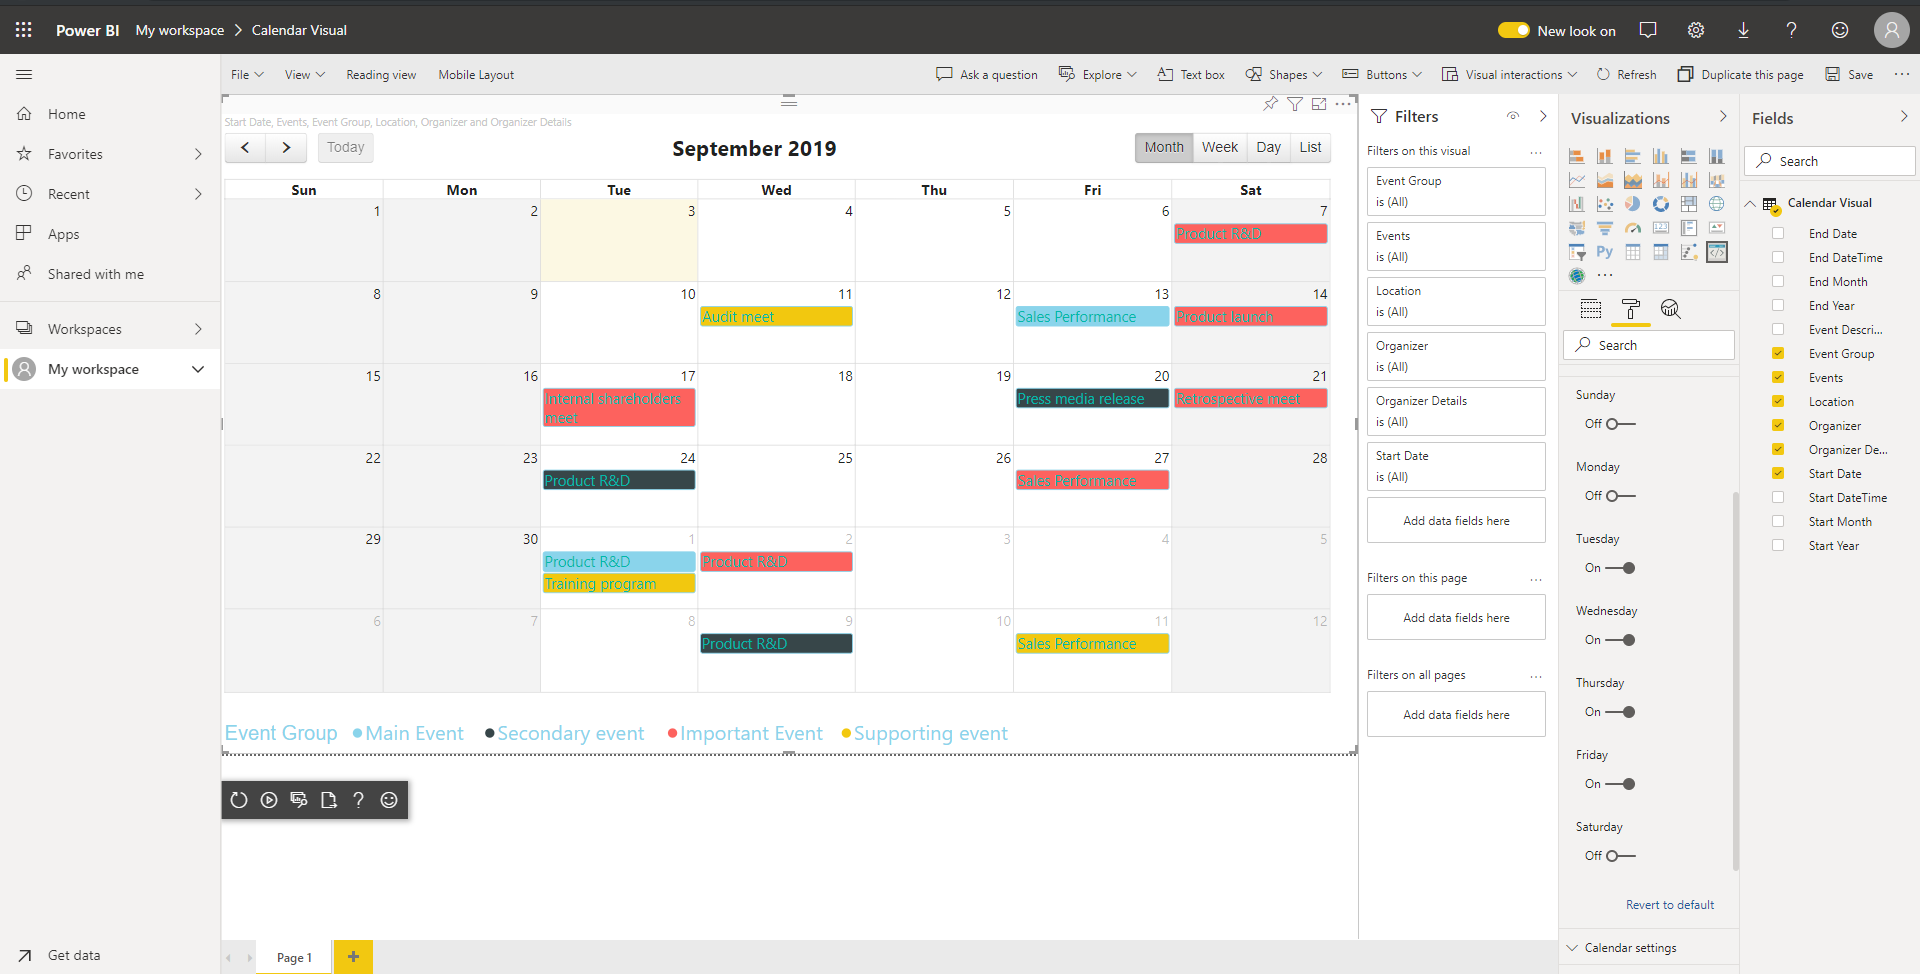 Power BI My workspace > Calendar Visual
New look on
File View Reading view Mobile Layout
Ask a question Explore Text box Shapes Buttons Visual interactions Refresh Duplicate this page Save ...
Home
Favorites
Recent
Apps
Shared with me
Workspaces
My workspace
Get data
Start Date, Events, Event Group, Location, Organizer and Organizer Details
Today
September 2019
Month Week Day List
Sun Mon Tue Wed Thu Fri Sat
1 2 3 4 5 6 7
Product R&D
8 9 10 11 12 13 14
Audit meet Sales Performance Product launch
15 16 17 18 19 20 21
Internal shareholders Press media release Retrospective meet
meet
22 23 24 25 26 27 28
Product R&D Sales Performance
29 30 1 2 3 4 5
Product R&D Product R&D
Training program
6 7 8 9 10 11 12
Product R&D Sales Performance
Event Group Main Event Secondary event Important Event Supporting event
Page 1 +
Filters
Filters on this visual ...
Event Group
is (All)
Events
is (All)
Location
is (All)
Organizer
is (All)
Organizer Details
is (All)
Start Date
is (All)
Add data fields here
Filters on this page ...
Add data fields here
Filters on all pages ...
Add data fields here
Visualizations
123
Py
...
Search
Sunday
Off
Monday
Off
Tuesday
On
Wednesday
On
Thursday
On
Friday
On
Saturday
Off
Revert to default
Calendar settings
Fields
Search
Calendar Visual
End Date
End DateTime
End Month
End Year
Event Descri...
Event Group
Events
Location
Organizer
Organizer De...
Start Date
Start DateTime
Start Month
Start Year